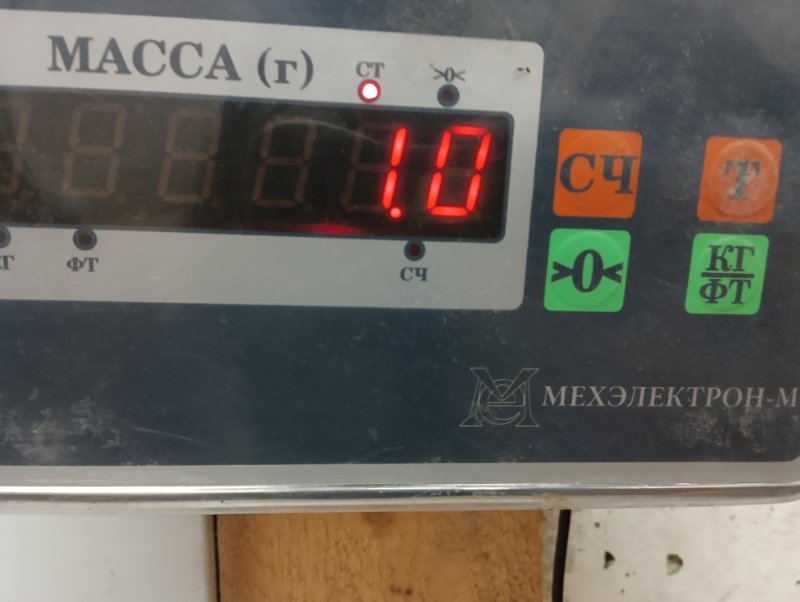 МАССА (г)
СТ >0<
1.0
ФТ СЧ
СЧ Т
>0< КГ
ФТ
МЕХЭЛЕКТРОН-М